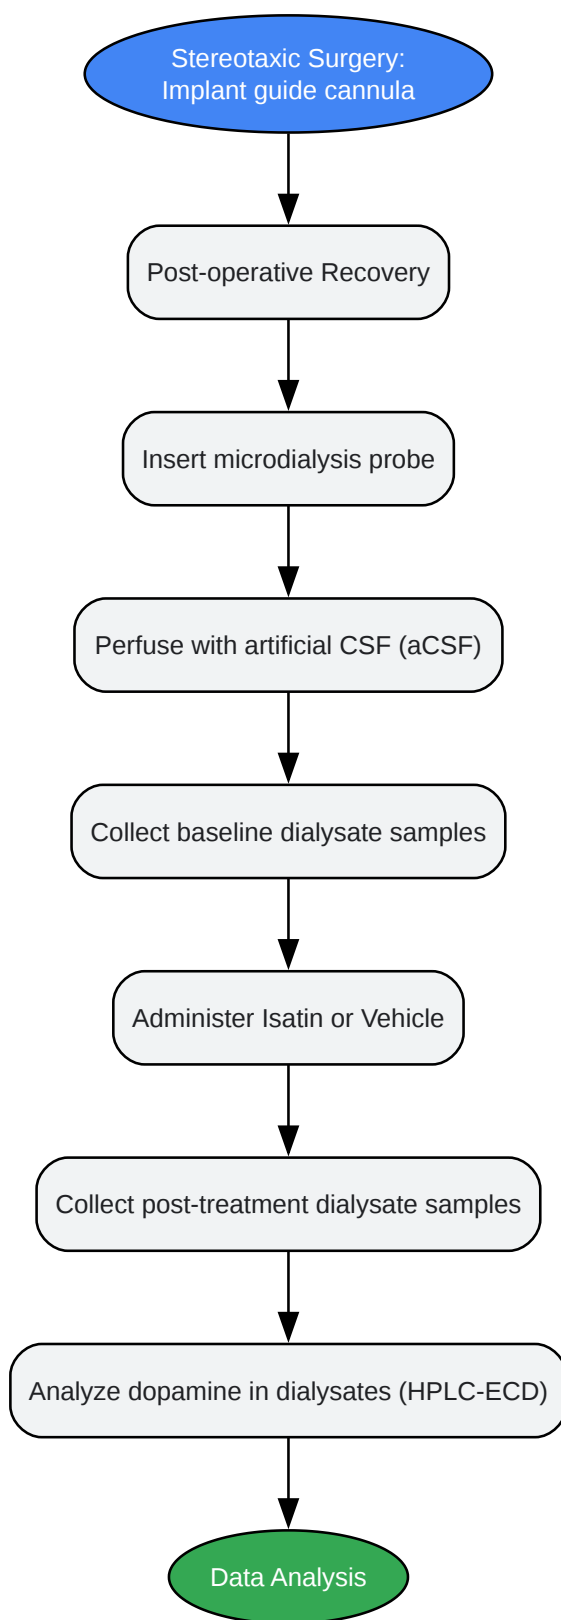 Stereotaxic Surgery:
Implant guide cannula
Post-operative Recovery
Insert microdialysis probe
Perfuse with artificial CSF (aCSF)
Collect baseline dialysate samples
Administer Isatin or Vehicle
Collect post-treatment dialysate samples
Analyze dopamine in dialysates (HPLC-ECD)
Data Analysis